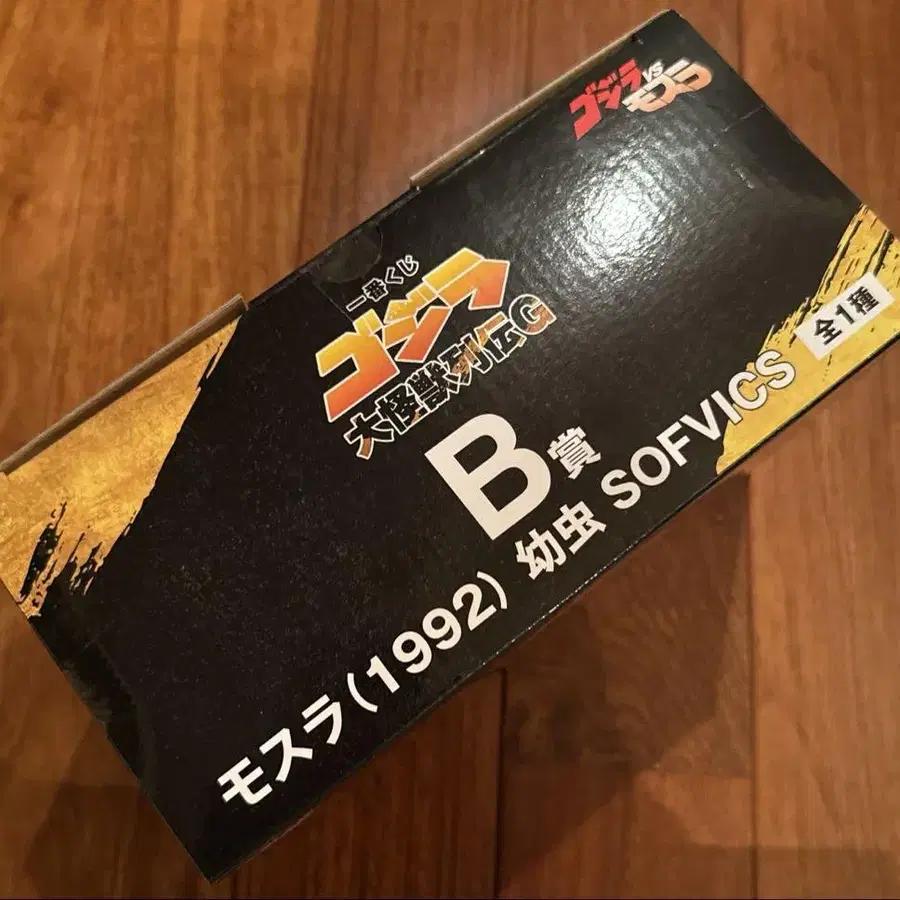 ゴジラVSモスラ
一番くじ
ゴジラ
大怪獣列伝G
B賞
モスラ(1992) 幼虫 SOFVICS 全1種